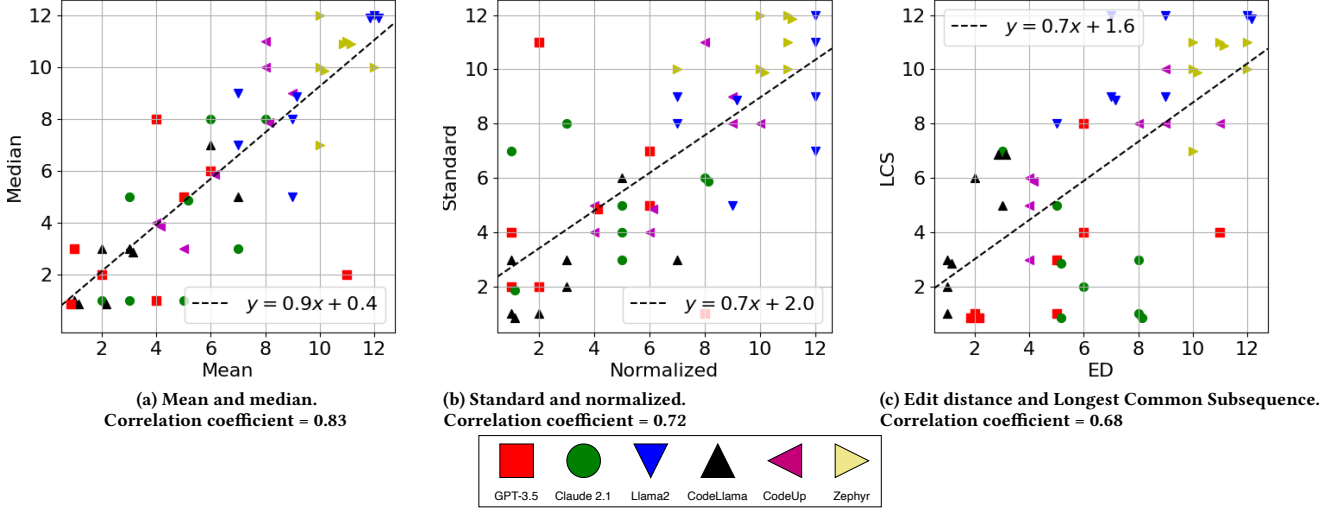 12
10
8
6
4
2
Median
y = 0.9x + 0.4
2 4 6 8 10 12
Mean
12
10
8
6
4
2
Standard
y = 0.7x + 2.0
2 4 6 8 10 12
Normalized
12
10
8
6
4
2
LCS
y = 0.7x + 1.6
2 4 6 8 10 12
ED
(a) Mean and median.
Correlation coefficient = 0.83
(b) Standard and normalized.
Correlation coefficient = 0.72
(c) Edit distance and Longest Common Subsequence.
Correlation coefficient = 0.68
GPT-3.5 Claude 2.1 Llama2 CodeLlama CodeUp Zephyr